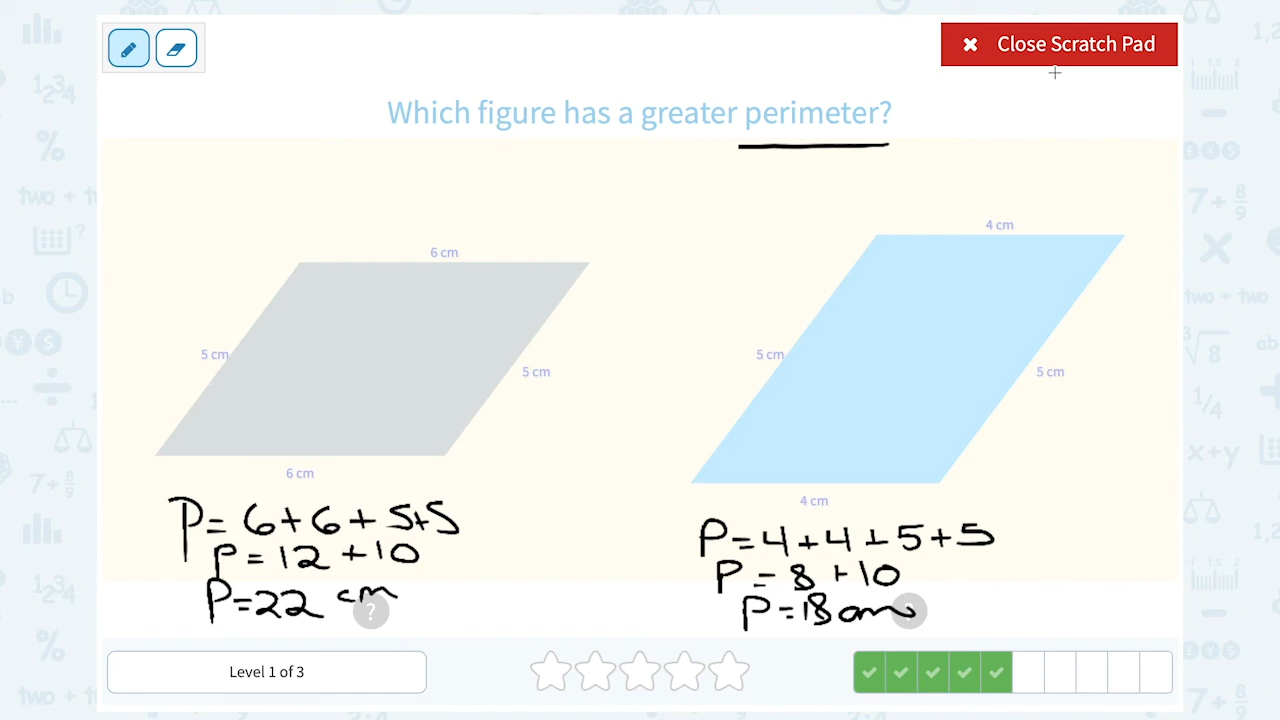 Close Scratch Pad
Which figure has a greater perimeter?
6 cm
5 cm
5 cm
6 cm
4 cm
5 cm
5 cm
4 cm
P= 6+6+5+5
P=12+10
P=22 cm
?
P=4+4+5+5
P=8+10
P=18cm
Level 1 of 3